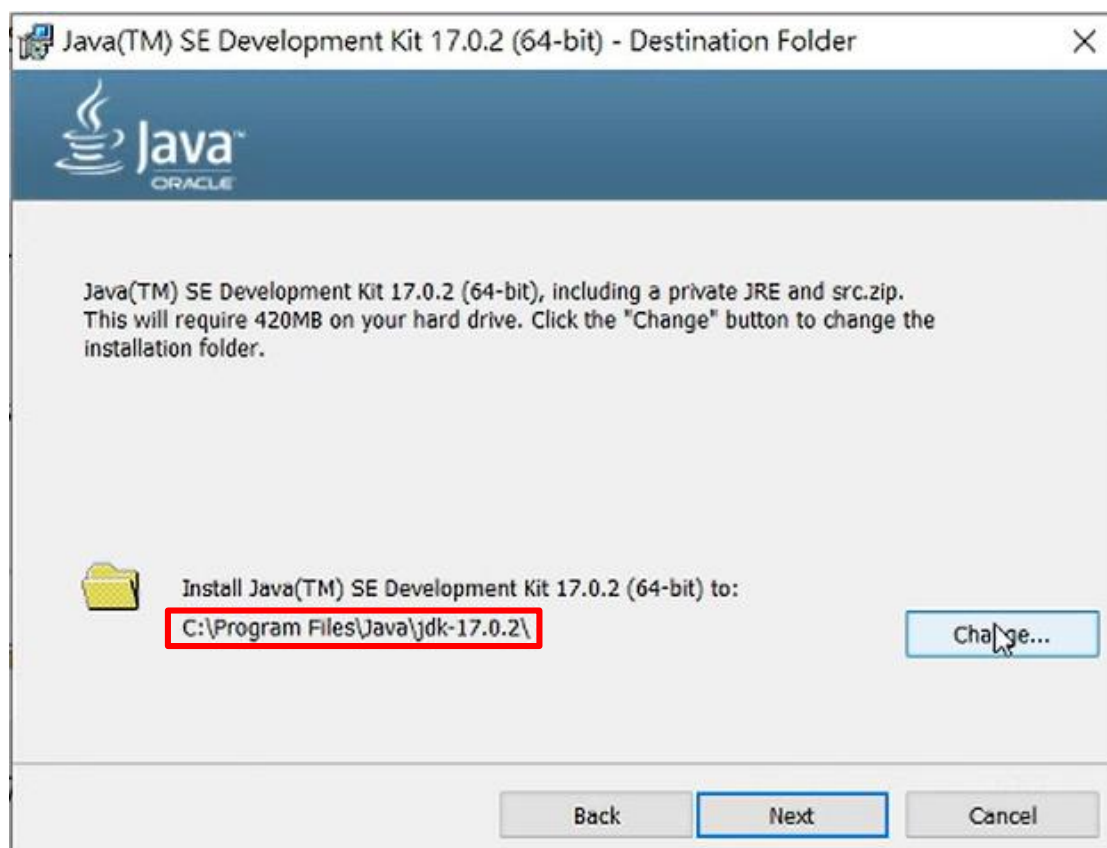 Java(TM) SE Development Kit 17.0.2 (64-bit) - Destination Folder
Java™
ORACLE
Java(TM) SE Development Kit 17.0.2 (64-bit), including a private JRE and src.zip.
This will require 420MB on your hard drive. Click the "Change" button to change the
installation folder.
Install Java(TM) SE Development Kit 17.0.2 (64-bit) to:
C:\Program Files\Java\jdk-17.0.2\
Change...
Back
Next
Cancel